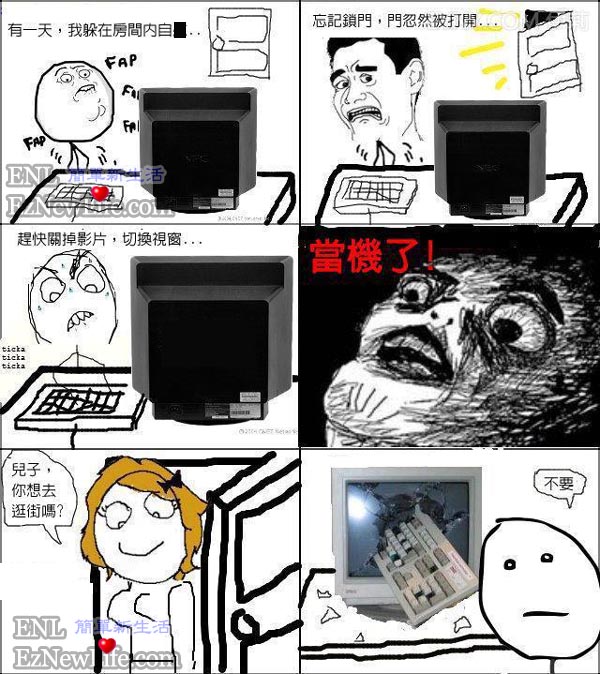 有一天，我躲在房間內自..
FAP
FAP
FAP
ENL 簡單新生活
EzNewLife.com
忘記鎖門，門忽然被打開...
NEC
趕快關掉影片，切換視窗...
ticka
ticka
ticka
當機了!
兒子，
你想去
逛街嗎?
ENL 簡單新生活
EzNewLife.com
不要